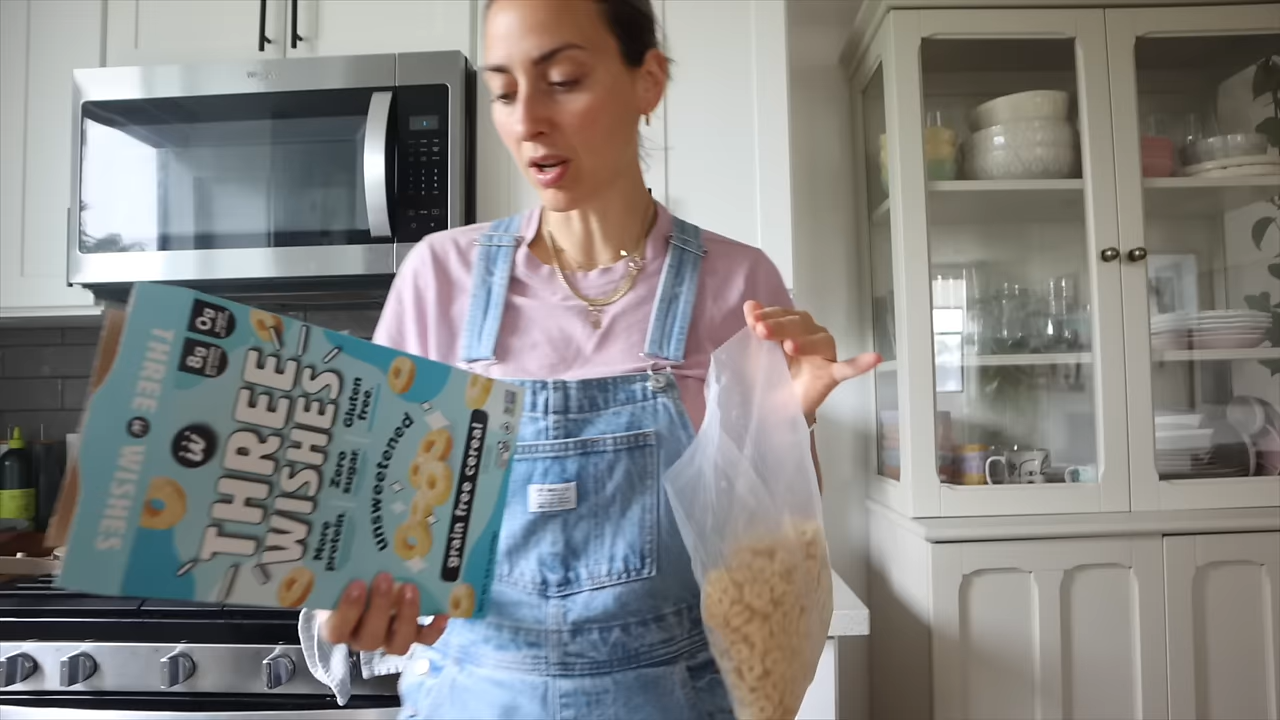 THREE WISHES
0g
8g
THREE
WISHES
More
protein.
Zero
sugar.
Gluten
free.
unsweetened
grain free cereal